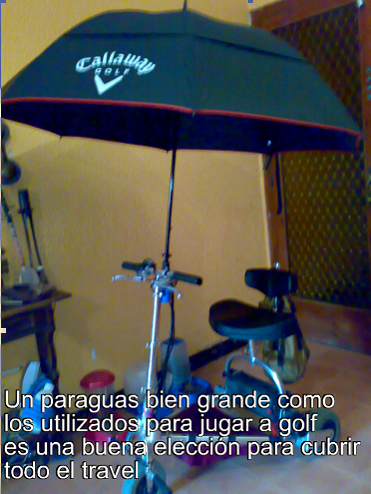 Callaway
GOLF
Un paraguas bien grande como
los utilizados para jugar a golf
es una buena elección para cubrir
todo el travel